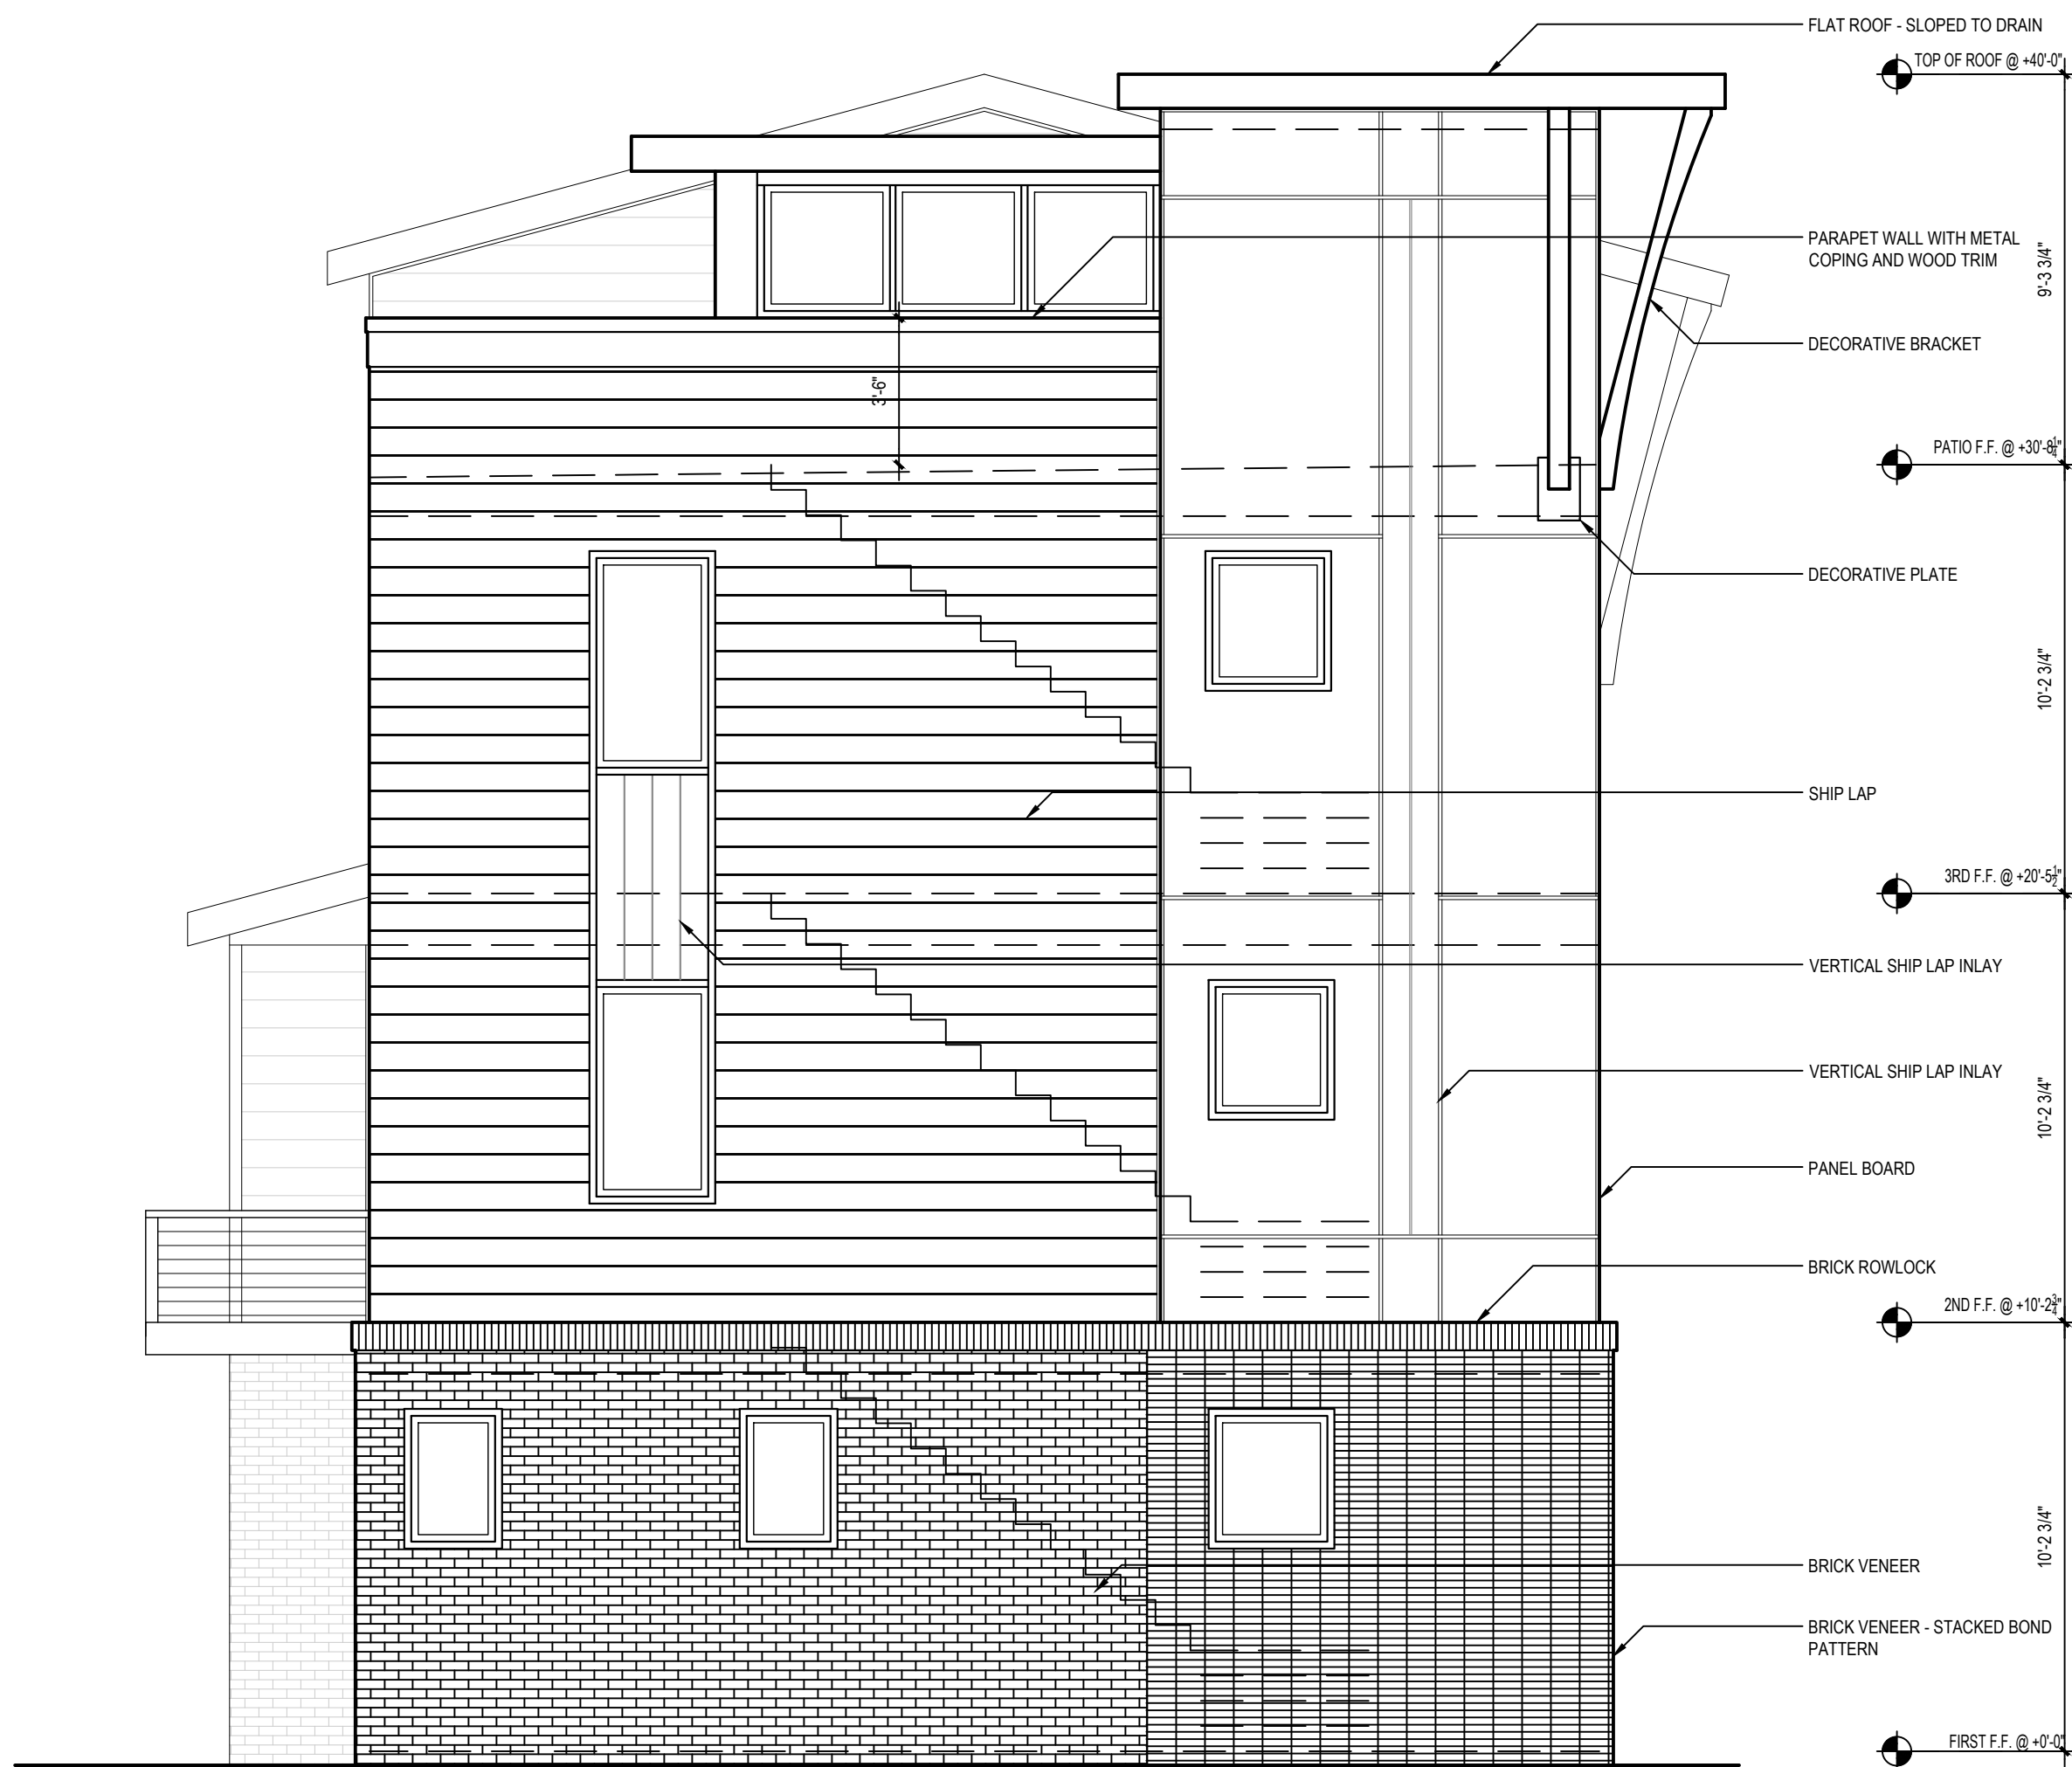 FLAT ROOF - SLOPED TO DRAIN
TOP OF ROOF @ +40'-0"
PARAPET WALL WITH METAL
COPING AND WOOD TRIM
9'-3 3/4"
DECORATIVE BRACKET
3'-6"
PATIO F.F. @ +30'-8¼"
DECORATIVE PLATE
10'-2 3/4"
SHIP LAP
3RD F.F. @ +20'-5½"
VERTICAL SHIP LAP INLAY
VERTICAL SHIP LAP INLAY
10'-2 3/4"
PANEL BOARD
BRICK ROWLOCK
2ND F.F. @ +10'-2¾"
10'-2 3/4"
BRICK VENEER
BRICK VENEER - STACKED BOND
PATTERN
FIRST F.F. @ +0'-0"